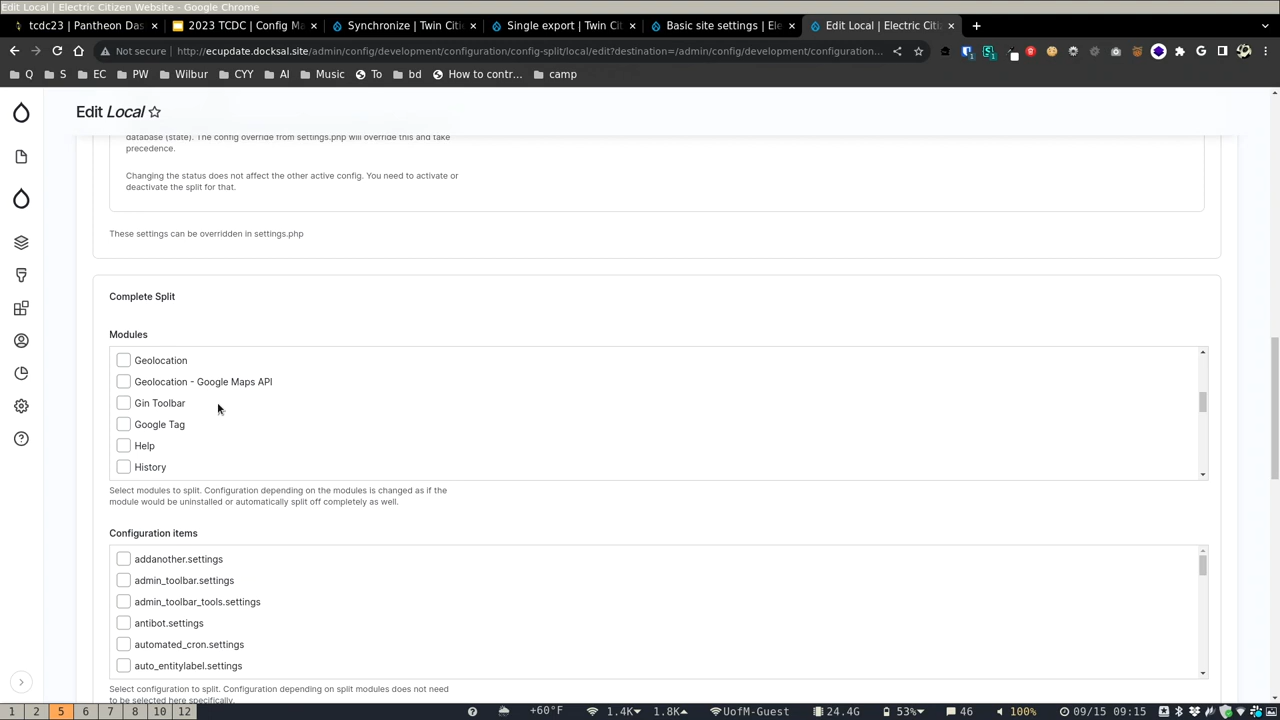 Edit Local | Electric Citizen Website - Google Chrome
tcdc23 | Pantheon Das
2023 TCDC | Config Ma
Synchronize | Twin Citi
Single export | Twin Cit
Basic site settings | Ele
Edit Local | Electric Citi
Not secure
http://ecupdate.docksal.site/admin/config/development/configuration/config-split/local/edit?destination=/admin/config/development/configuration...
Q
S
EC
PW
Wilbur
CYY
AI
Music
To
bd
How to contr...
camp
Edit Local
database (state). The config override from settings.php will override this and take
precedence.
Changing the status does not affect the other active config. You need to activate or
deactivate the split for that.
These settings can be overridden in settings.php
Complete Split
Modules
Geolocation
Geolocation - Google Maps API
Gin Toolbar
Google Tag
Help
History
Select modules to split. Configuration depending on the modules is changed as if the
module would be uninstalled or automatically split off completely as well.
Configuration items
addanother.settings
admin_toolbar.settings
admin_toolbar_tools.settings
antibot.settings
automated_cron.settings
auto_entitylabel.settings
Select configuration to split. Configuration depending on split modules does not need
to be selected here specifically.
1 2 5 6 7 8 10 12
+60°F
1.4K
1.8K
UofM-Guest
24.4G
53%
46
100%
09/15 09:15